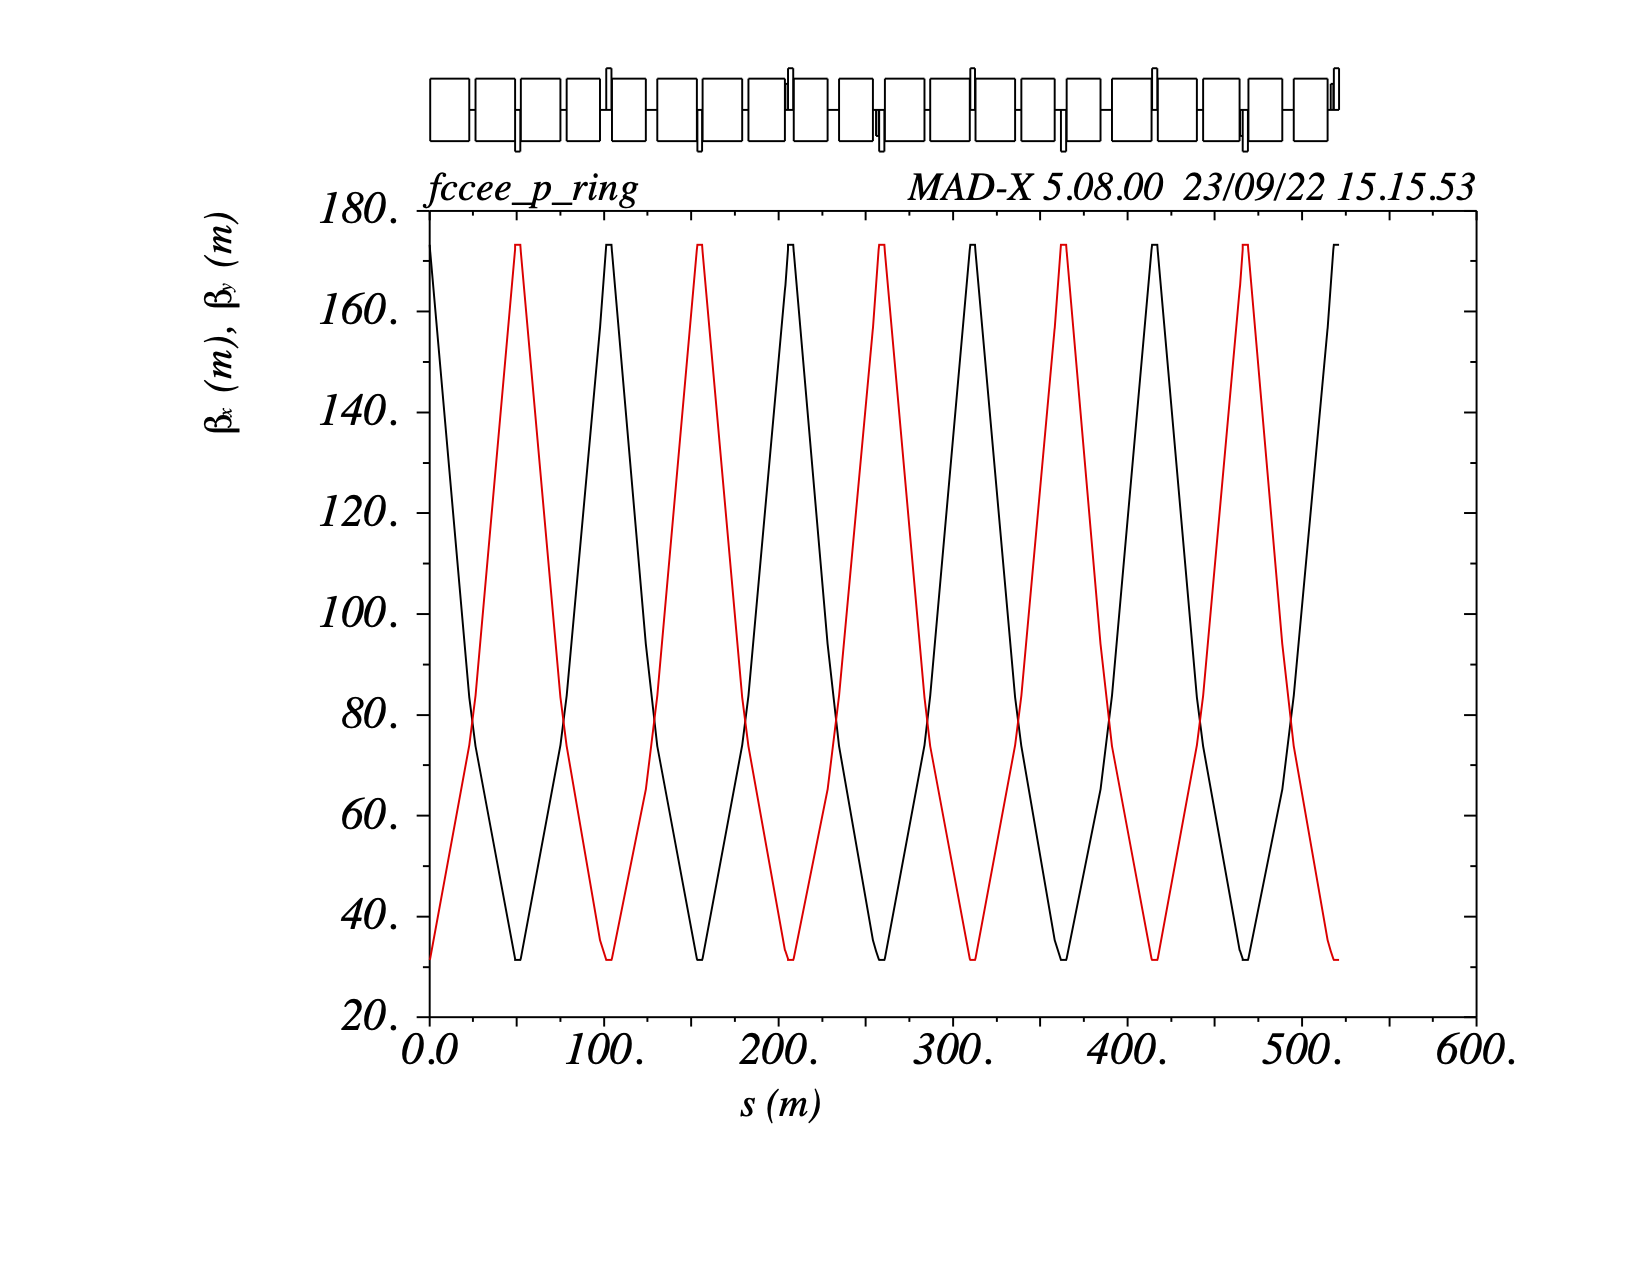 fccee_p_ring MAD-X 5.08.00 23/09/22 15.15.53
βx (m), βy (m)
180.
160.
140.
120.
100.
80.
60.
40.
20.
0.0 100. 200. 300. 400. 500. 600.
s (m)